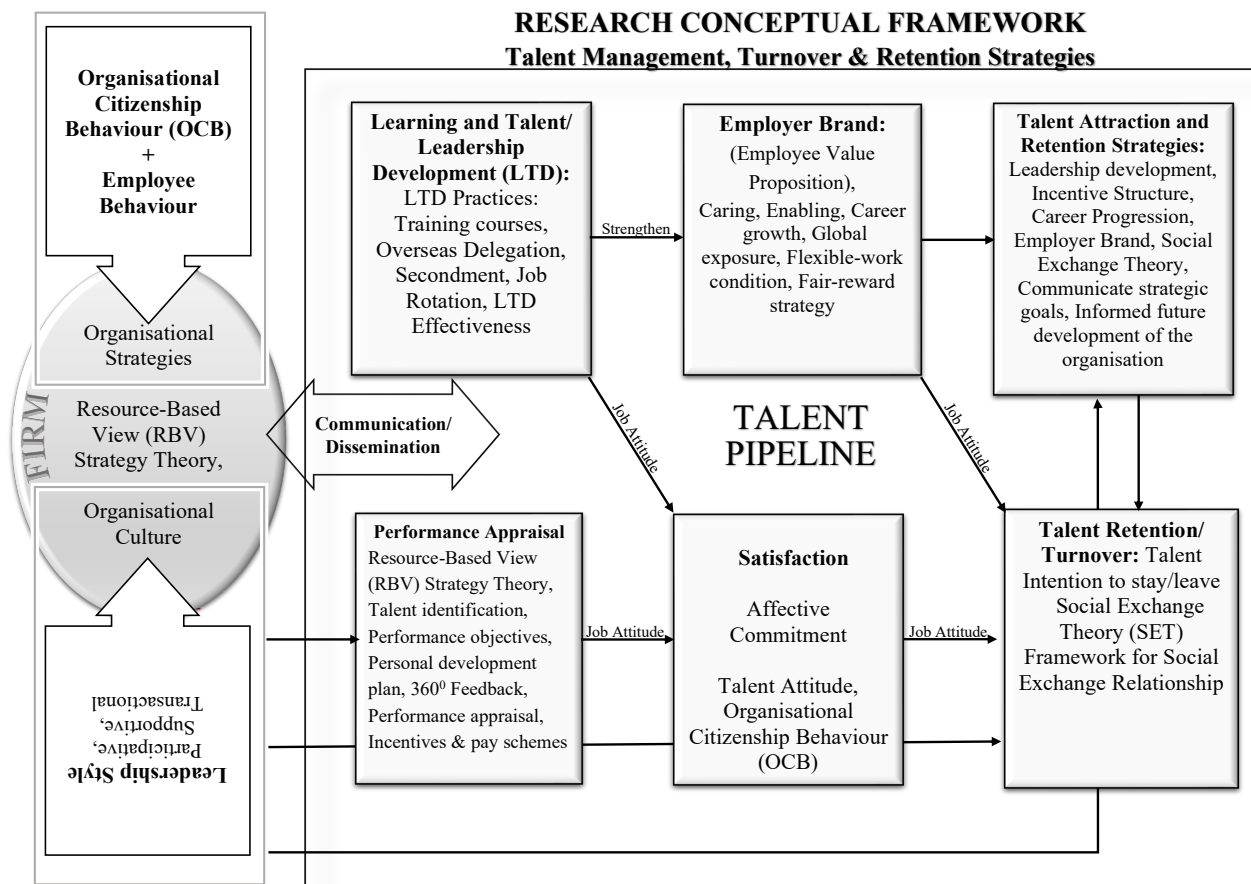 RESEARCH CONCEPTUAL FRAMEWORK
Talent Management, Turnover & Retention Strategies
Organisational
Citizenship
Behaviour (OCB)
+
Employee
Behaviour
Organisational
Strategies
FIRM
Resource-Based
View (RBV)
Strategy Theory,
Organisational
Culture
Leadership Style
Participative,
Supportive,
Transactional
Communication/
Dissemination
Learning and Talent/
Leadership
Development (LTD):
LTD Practices:
Training courses,
Overseas Delegation,
Secondment, Job
Rotation, LTD
Effectiveness
Strengthen
Employer Brand:
(Employee Value
Proposition),
Caring, Enabling, Career
growth, Global
exposure, Flexible-work
condition, Fair-reward
strategy
Talent Attraction and
Retention Strategies:
Leadership development,
Incentive Structure,
Career Progression,
Employer Brand, Social
Exchange Theory,
Communicate strategic
goals, Informed future
development of the
organisation
Job Attitude
TALENT
PIPELINE
Job Attitude
Performance Appraisal
Resource-Based View
(RBV) Strategy Theory,
Talent identification,
Performance objectives,
Personal development
plan, 360⁰ Feedback,
Performance appraisal,
Incentives & pay schemes
Job Attitude
Satisfaction
Affective
Commitment
Talent Attitude,
Organisational
Citizenship Behaviour
(OCB)
Job Attitude
Talent Retention/
Turnover: Talent
Intention to stay/leave
Social Exchange
Theory (SET)
Framework for Social
Exchange Relationship